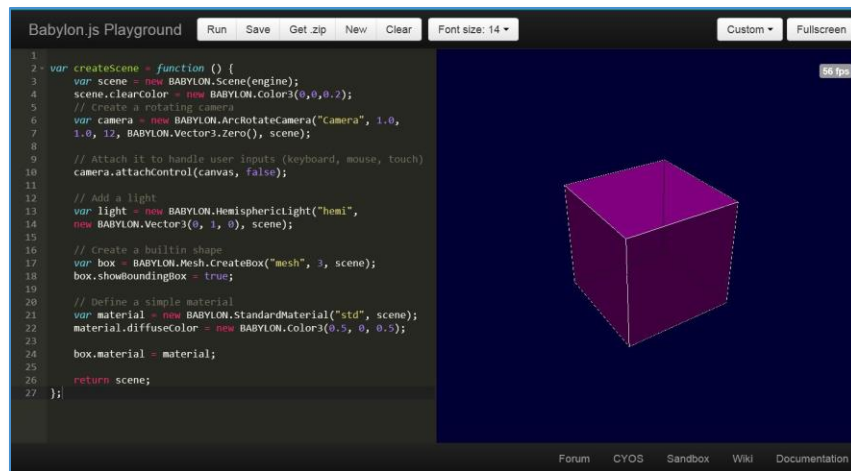 Babylon.js Playground Run Save Get .zip New Clear Font size: 14 Custom Fullscreen
56 fps
1
2 var createScene = function () {
3 var scene = new BABYLON.Scene(engine);
4 scene.clearColor = new BABYLON.Color3(0,0,0.2);
5 // Create a rotating camera
6 var camera = new BABYLON.ArcRotateCamera("Camera", 1.0,
7 1.0, 12, BABYLON.Vector3.Zero(), scene);
8
9 // Attach it to handle user inputs (keyboard, mouse, touch)
10 camera.attachControl(canvas, false);
11
12 // Add a light
13 var light = new BABYLON.HemisphericLight("hemi",
14 new BABYLON.Vector3(0, 1, 0), scene);
15
16 // Create a builtin shape
17 var box = BABYLON.Mesh.CreateBox("mesh", 3, scene);
18 box.showBoundingBox = true;
19
20 // Define a simple material
21 var material = new BABYLON.StandardMaterial("std", scene);
22 material.diffuseColor = new BABYLON.Color3(0.5, 0, 0.5);
23
24 box.material = material;
25
26 return scene;
27 };
Forum CYOS Sandbox Wiki Documentation